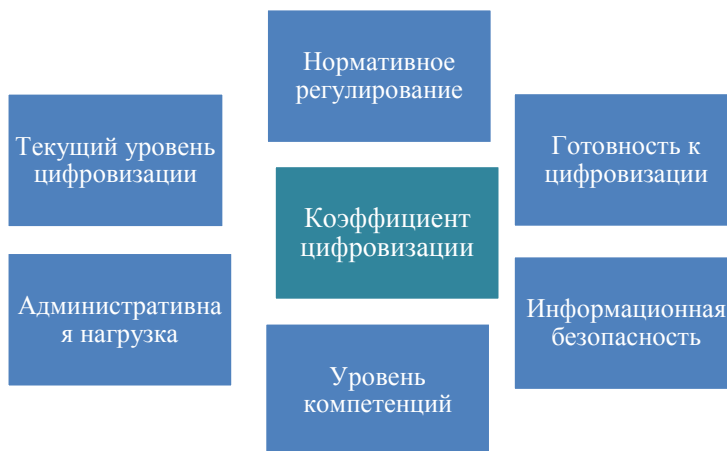 Нормативное
регулирование
Текущий уровень
цифровизации
Готовность к
цифровизации
Коэффициент
цифровизации
Административна
я нагрузка
Информационная
безопасность
Уровень
компетенций